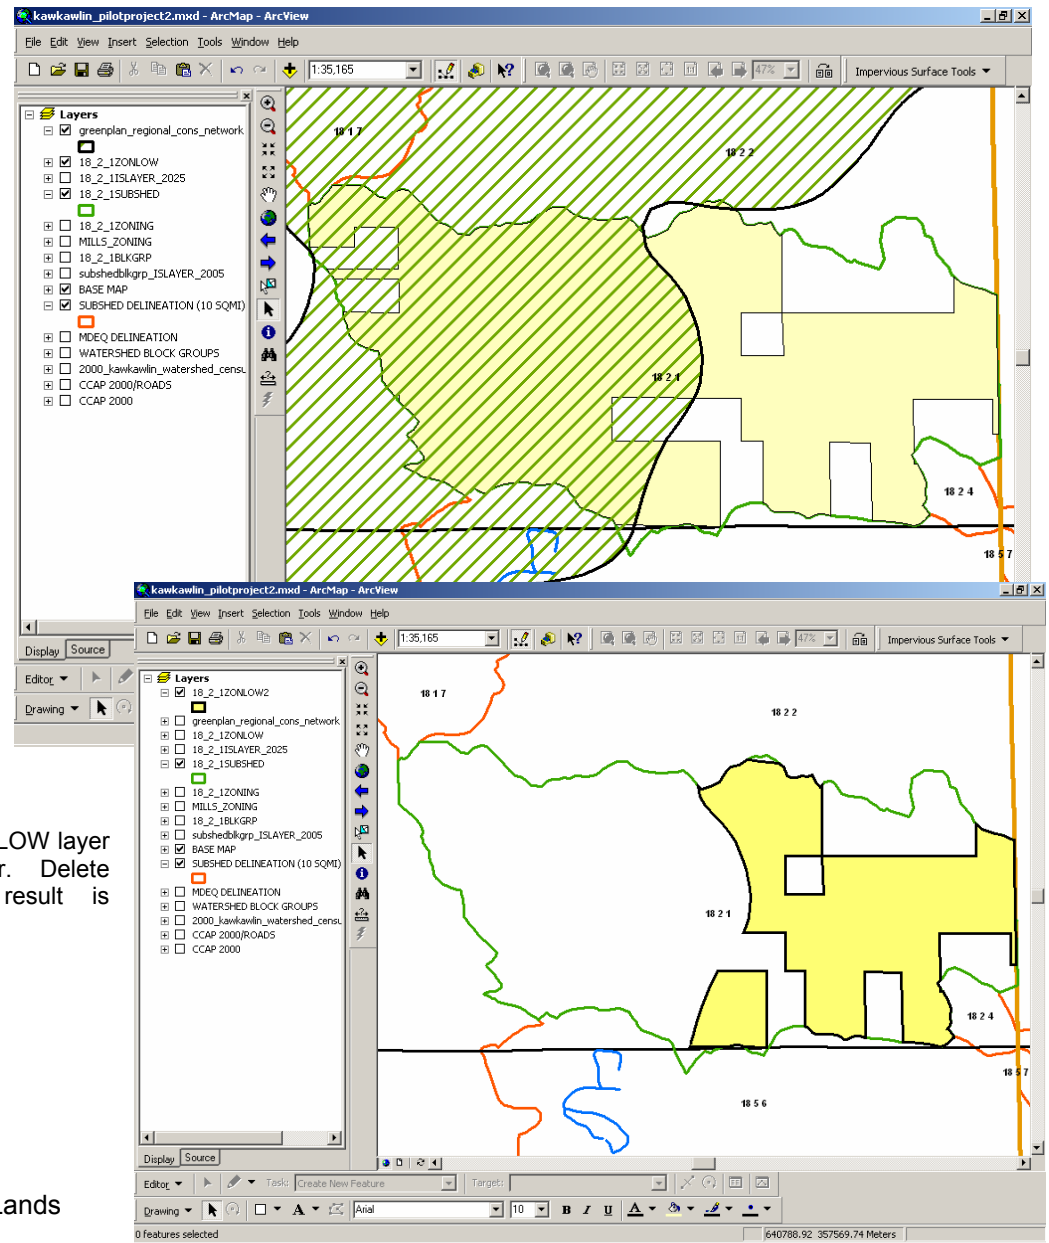 kawkawlin_pilotproject2.mxd - ArcMap - ArcView
File Edit View Insert Selection Tools Window Help
1:35,165
47%
Impervious Surface Tools
Layers
greenplan_regional_cons_network
18_2_1ZONLOW
18_2_1ISLAYER_2025
18_2_1SUBSHED
18_2_1ZONING
MILLS_ZONING
18_2_1BLKGRP
subshedblkgrp_ISLAYER_2005
BASE MAP
SUBSHED DELINEATION (10 SQMI)
MDEQ DELINEATION
WATERSHED BLOCK GROUPS
2000_kawkawlin_watershed_censu
CCAP 2000/ROADS
CCAP 2000
Display Source
Editor
Drawing
18 1 7
18 2 2
18 2 1
18 2 4
18 5 7
kawkawlin_pilotproject2.mxd - ArcMap - ArcView
File Edit View Insert Selection Tools Window Help
1:35,165
47%
Impervious Surface Tools
Layers
18_2_1ZONLOW2
greenplan_regional_cons_network
18_2_1ZONLOW
18_2_1ISLAYER_2025
18_2_1SUBSHED
18_2_1ZONING
MILLS_ZONING
18_2_1BLKGRP
subshedblkgrp_ISLAYER_2005
BASE MAP
SUBSHED DELINEATION (10 SQMI)
MDEQ DELINEATION
WATERSHED BLOCK GROUPS
2000_kawkawlin_watershed_censu
CCAP 2000/ROADS
CCAP 2000
18 1 7
18 2 2
18 2 1
18 2 4
18 5 7
18 5 6
Display Source
Editor Task: Create New Feature Target:
Drawing A Arial 10 B I U A
0 features selected 640788.92 357569.74 Meters
LOW layer
r. Delete
result is
Lands